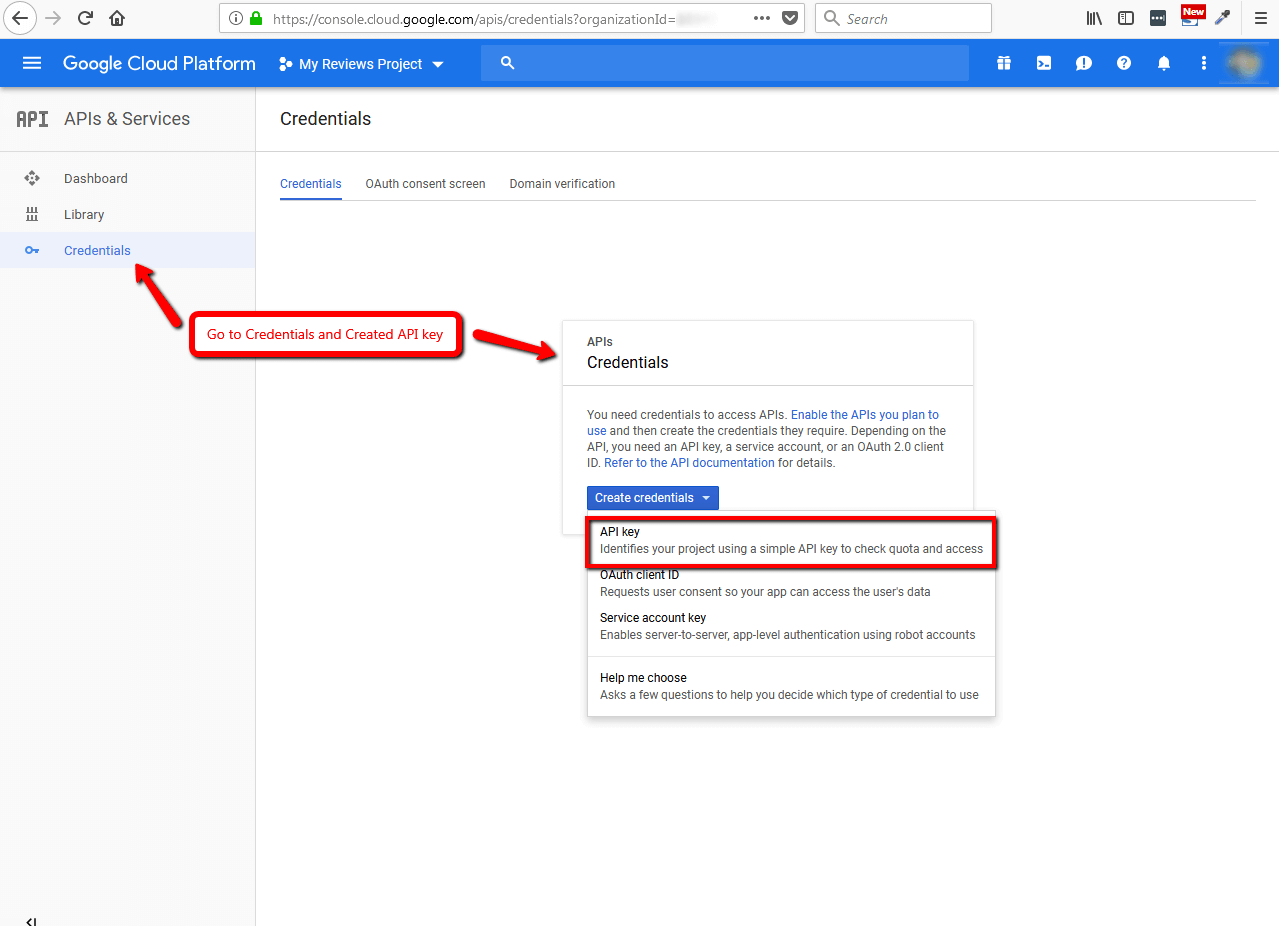 https://console.cloud.google.com/apis/credentials?organizationId=
Search
New
Google Cloud Platform
My Reviews Project
API
APIs & Services
Credentials
Dashboard
Library
Credentials
Credentials
OAuth consent screen
Domain verification
Go to Credentials and Created API key
APIs
Credentials
You need credentials to access APIs. Enable the APIs you plan to
use and then create the credentials they require. Depending on the
API, you need an API key, a service account, or an OAuth 2.0 client
ID. Refer to the API documentation for details.
Create credentials
API key
Identifies your project using a simple API key to check quota and access
OAuth client ID
Requests user consent so your app can access the user's data
Service account key
Enables server-to-server, app-level authentication using robot accounts
Help me choose
Asks a few questions to help you decide which type of credential to use